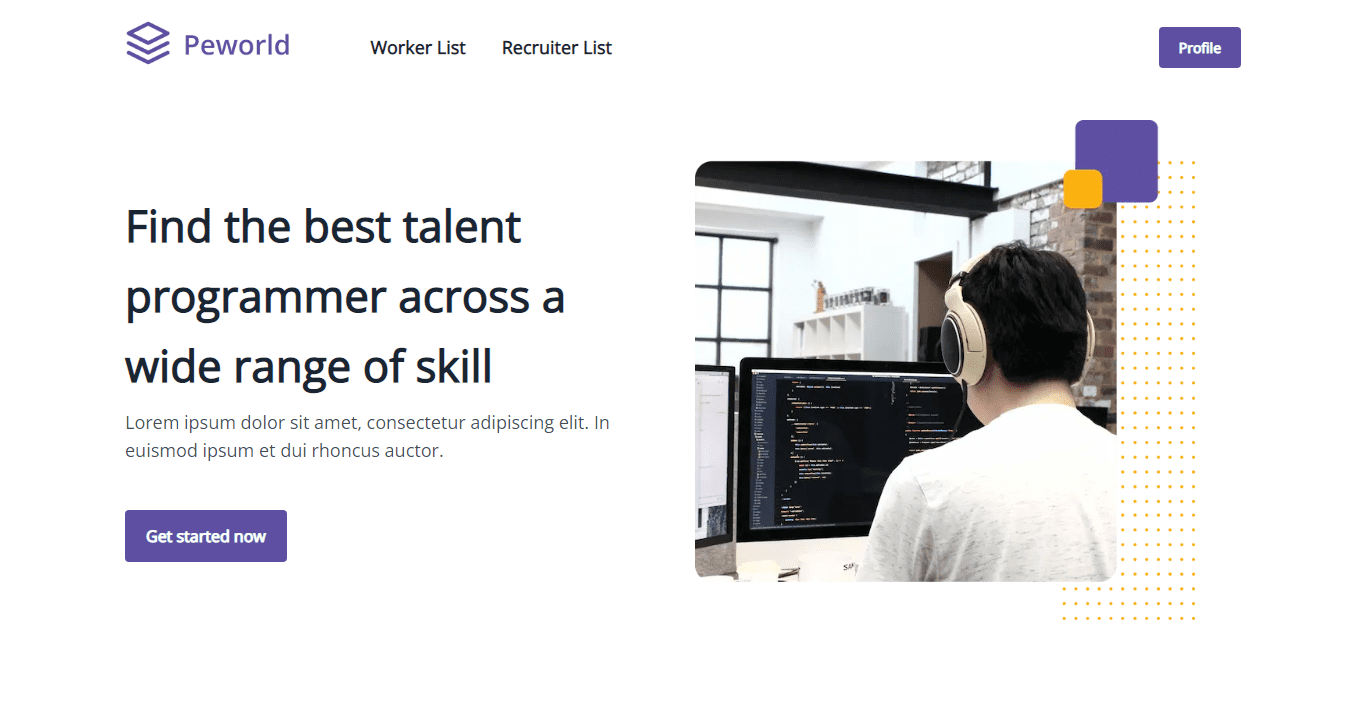 Peworld
Worker List
Recruiter List
Profile
Find the best talent
programmer across a
wide range of skill
Lorem ipsum dolor sit amet, consectetur adipiscing elit. In
euismod ipsum et dui rhoncus auctor.
Get started now